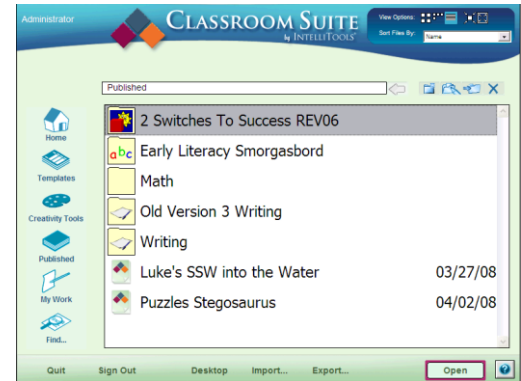 Administrator
CLASSROOM SUITE
by INTELLITOOLS
View Options:
Sort Files By:
Name
Published
2 Switches To Success REV06
abc Early Literacy Smorgasbord
Math
Old Version 3 Writing
Writing
Luke's SSW into the Water 03/27/08
Puzzles Stegosaurus 04/02/08
Home
Templates
Creativity Tools
Published
My Work
Find...
Quit Sign Out Desktop Import... Export... Open ?